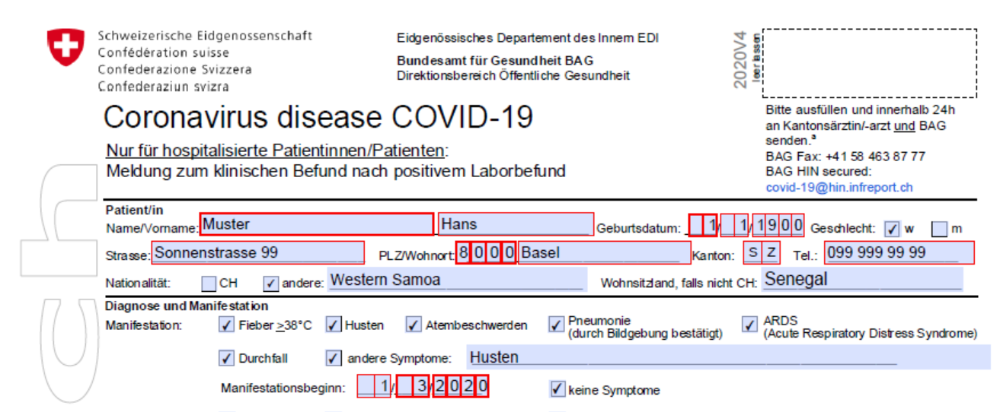 Schweizerische Eidgenossenschaft
Confédération suisse
Confederazione Svizzera
Confederaziun svizra
Eidgenössisches Departement des Innern EDI
Bundesamt für Gesundheit BAG
Direktionsbereich Öffentliche Gesundheit
2020V4
leer lassen
Coronavirus disease COVID-19
Nur für hospitalisierte Patientinnen/Patienten:
Meldung zum klinischen Befund nach positivem Laborbefund
Bitte ausfüllen und innerhalb 24h
an Kantonsärztin/-arzt und BAG
senden.ª
BAG Fax: +41 58 463 87 77
BAG HIN secured:
covid-19@hin.infreport.ch
ch
Patient/in
Name/Vorname: Muster Hans Geburtsdatum: 1/ 1/ 1900 Geschlecht: ✓ w m
Strasse: Sonnenstrasse 99 PLZ/Wohnort: 8000 Basel Kanton: SZ Tel.: 099 999 99 99
Nationalität: CH ✓ andere: Western Samoa Wohnsitzland, falls nicht CH: Senegal
Diagnose und Manifestation
Manifestation: ✓ Fieber >38°C ✓ Husten ✓ Atembeschwerden ✓ Pneumonie ✓ ARDS
(durch Bildgebung bestätigt) (Acute Respiratory Distress Syndrome)
✓ Durchfall ✓ andere Symptome: Husten
Manifestationsbeginn: 1/ 3/2020 ✓ keine Symptome